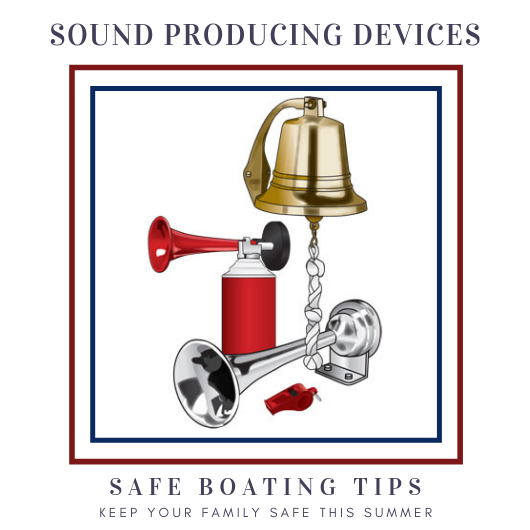 SOUND PRODUCING DEVICES
SAFE BOATING TIPS
KEEP YOUR FAMILY SAFE THIS SUMMER